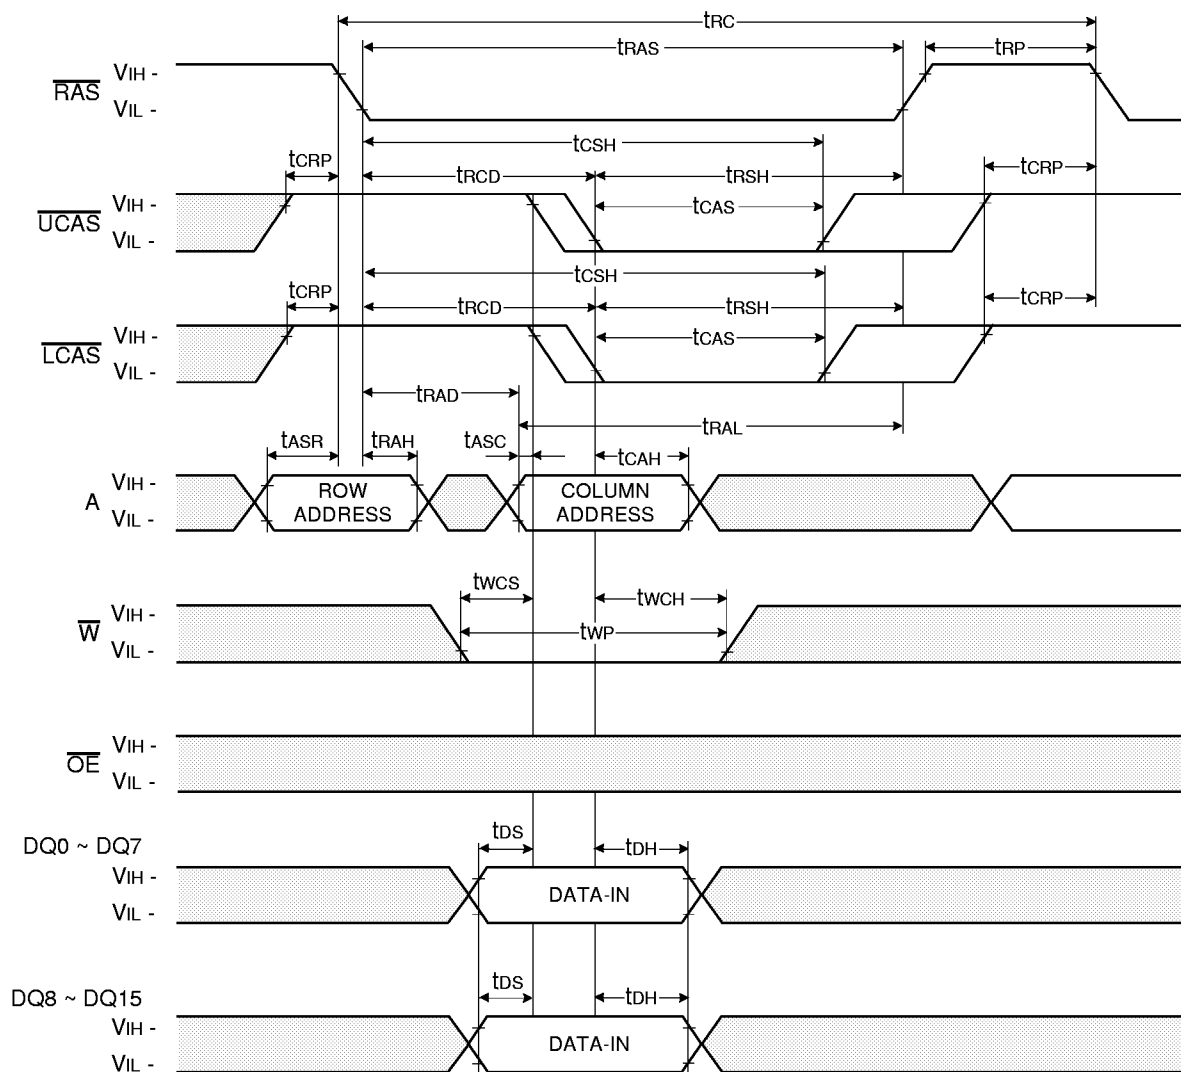 tRC
tRAS
tRP
RAS
VIH -
VIL -
tCSH
tCRP
tRCD
tRSH
tCRP
UCAS
VIH -
VIL -
tCAS
tCSH
tCRP
tRCD
tRSH
tCRP
LCAS
VIH -
VIL -
tCAS
tRAD
tRAL
tASR
tRAH
tASC
tCAH
A
VIH -
VIL -
ROW
ADDRESS
COLUMN
ADDRESS
tWCS
tWCH
tWP
W
VIH -
VIL -
OE
VIH -
VIL -
DQ0 ~ DQ7
VIH -
VIL -
tDS
tDH
DATA-IN
DQ8 ~ DQ15
VIH -
VIL -
tDS
tDH
DATA-IN